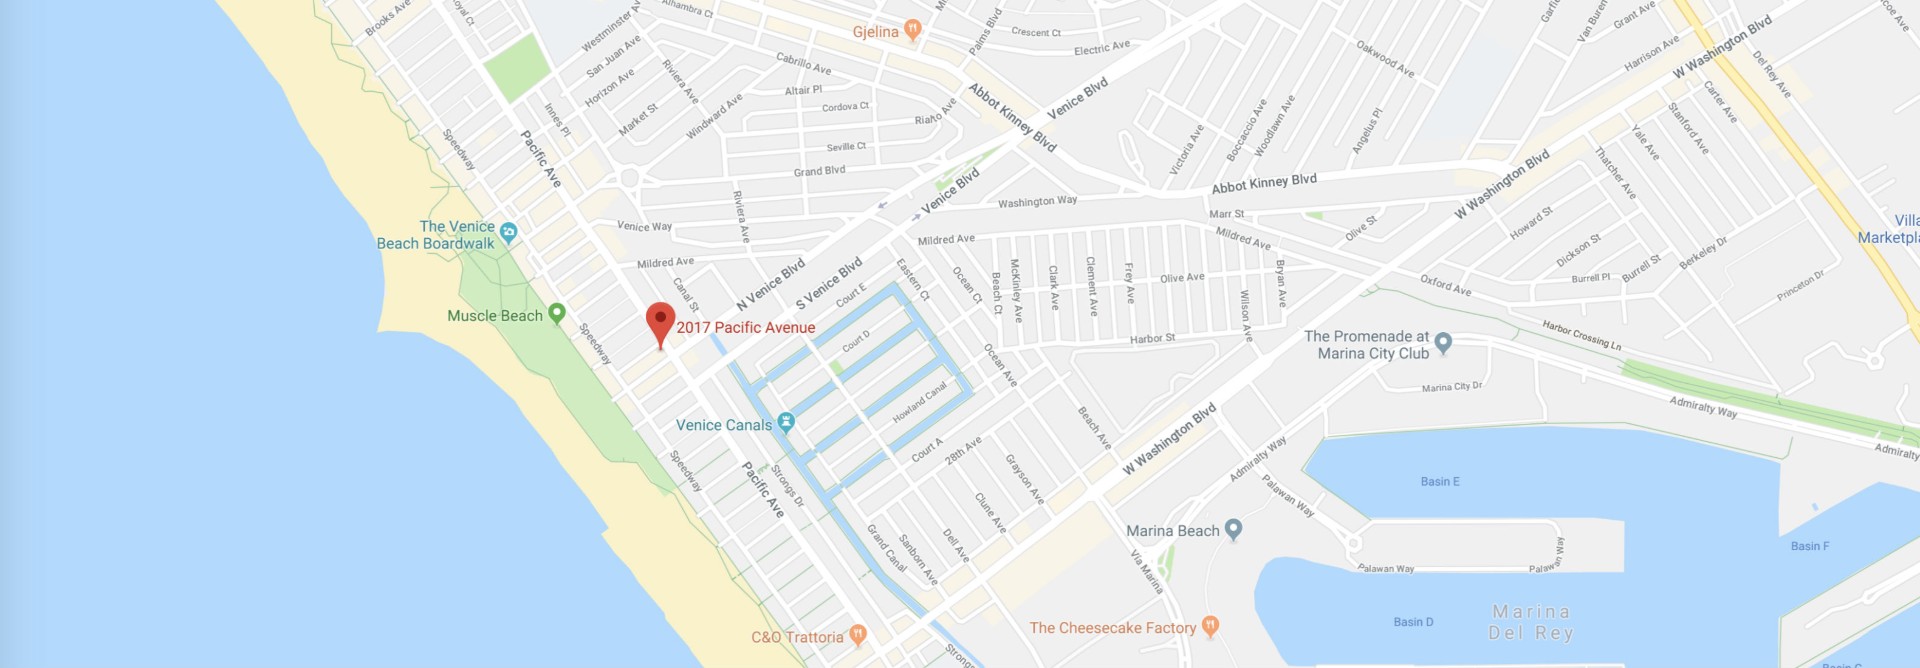 Brooks Ave
Loyal Ct
Westminster Av
Alhambra Ct
Gjelina
Palms Blvd
Crescent Ct
Electric Ave
Oakwood Ave
Garfie
Van Buren
Grant Ave
Harrison Ave
W Washington Blvd
coe Ave
San Juan Ave
Horizon Ave
Market St
Riviera Ave
Windward Ave
Cabrillo Ave
Altair Pl
Cordova Ct
Rialto Ave
Abbot Kinney Blvd
Venice Blvd
Del Rey Ave
Carter Ave
Stanford Ave
Yale Ave
Thatcher Ave
Innes Pl
Speedway
Pacific Ave
Seville Ct
Grand Blvd
Victoria Ave
Boccaccio Ave
Woodlawn Ave
Angelus Pl
Abbot Kinney Blvd
W Washington Blvd
Venice Blvd
Washington Way
Marr St
Olive St
Howard St
Dickson St
Berkeley Dr
Villa
Marketpla
The Venice
Beach Boardwalk
Venice Way
Riviera Ave
Mildred Ave
Mildred Ave
Mildred Ave
Burrell Pl
Burrell St
Princeton Dr
Oxford Ave
Canal St
N Venice Blvd
S Venice Blvd
Court E
Eastern Ct
Ocean Ct
Beach Ct
McKinley Ave
Clark Ave
Clement Ave
Frey Ave
Olive Ave
Wilson Ave
Bryan Ave
Muscle Beach
2017 Pacific Avenue
Speedway
Court D
Harbor St
Harbor Crossing Ln
The Promenade at
Marina City Club
Ocean Ave
Howland Canal
Marina City Dr
Admiralty Way
Venice Canals
Beach Ave
W Washington Blvd
Court A
28th Ave
Admiralty Way
Admiralty
Speedway
Pacific Ave
Strongs Dr
Grayson Ave
Palawan Way
Basin E
Clune Ave
Marina Beach
Grand Canal
Sanborn Ave
Dell Ave
Via Marina
Palawan Way
Basin F
Palawan Way
Marina
Del Rey
Basin D
C&O Trattoria
The Cheesecake Factory
Strongs